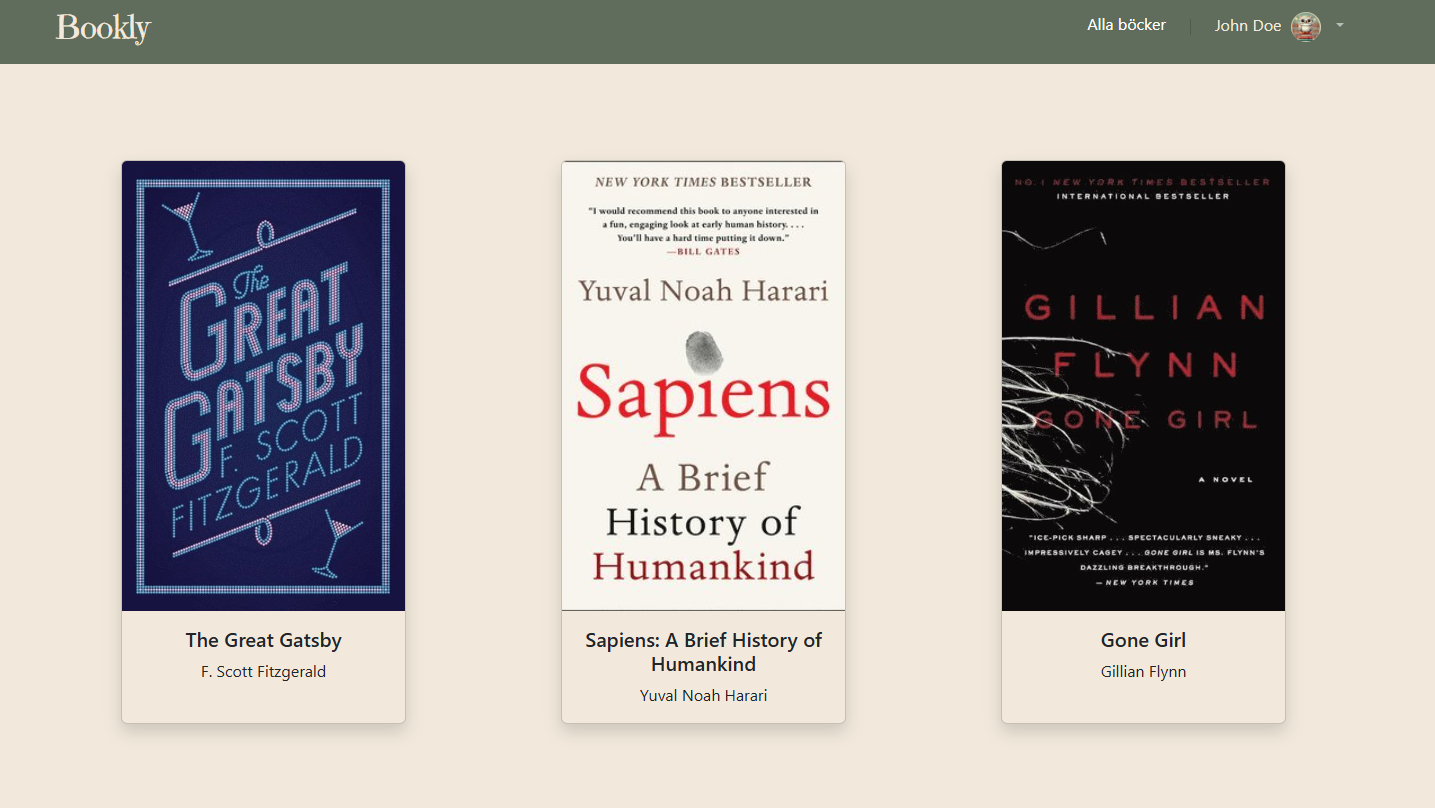 Bookly
Alla böcker
John Doe
The
GREAT
GATSBY
F. SCOTT
FITZGERALD
The Great Gatsby
F. Scott Fitzgerald
NEW YORK TIMES BESTSELLER
"I would recommend this book to anyone interested in
a fun, engaging look at early human history. . . .
You'll have a hard time putting it down."
—BILL GATES
Yuval Noah Harari
Sapiens
A Brief
History of
Humankind
Sapiens: A Brief History of
Humankind
Yuval Noah Harari
NO. 1 NEW YORK TIMES BESTSELLER
INTERNATIONAL BESTSELLER
GILLIAN
FLYNN
GONE GIRL
A NOVEL
"ICE-PICK SHARP . . . SPECTACULARLY SNEAKY . . .
IMPRESSIVELY CAGEY . . . GONE GIRL IS MS. FLYNN'S
DAZZLING BREAKTHROUGH."
— NEW YORK TIMES
Gone Girl
Gillian Flynn